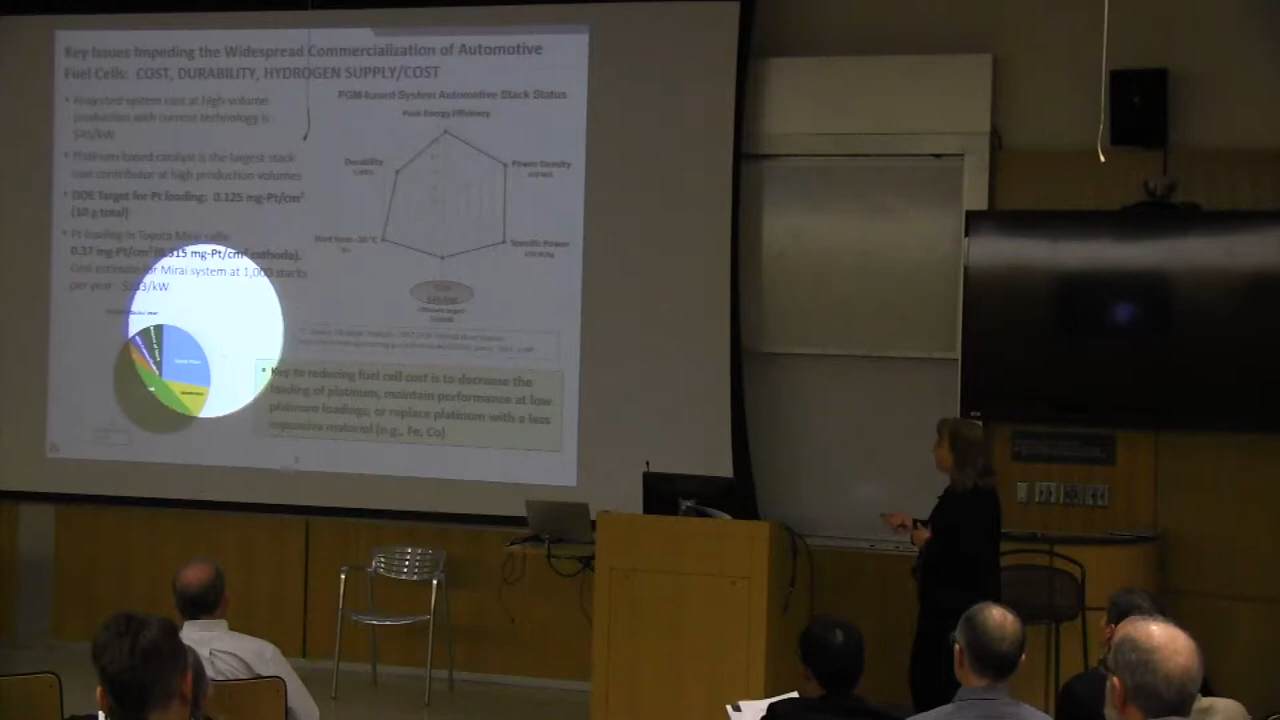 Key Issues Impeding the Widespread Commercialization of Automotive
Fuel Cells: COST, DURABILITY, HYDROGEN SUPPLY/COST
• Projected system cost at high volume
production with current technology is
$45/kW
• Platinum-based catalyst is the largest stack
cost contributor at high production volumes
• DOE Target for Pt loading: 0.125 mg-Pt/cm²
(10 g total)
• Pt loading in Toyota Mirai cells:
0.37 mg-Pt/cm² (0.315 mg-Pt/cm² cathode).
Cost estimate for Mirai system at 1,000 stacks
per year:
PGM-based System Automotive Stack Status
Peak Energy Efficiency
Durability
Power Density
Specific Power
• Key to reducing fuel cell cost is to decrease the
loading of platinum, maintain performance at low
platinum loadings, or replace platinum with a less
expensive material (e.g., Fe, Co)